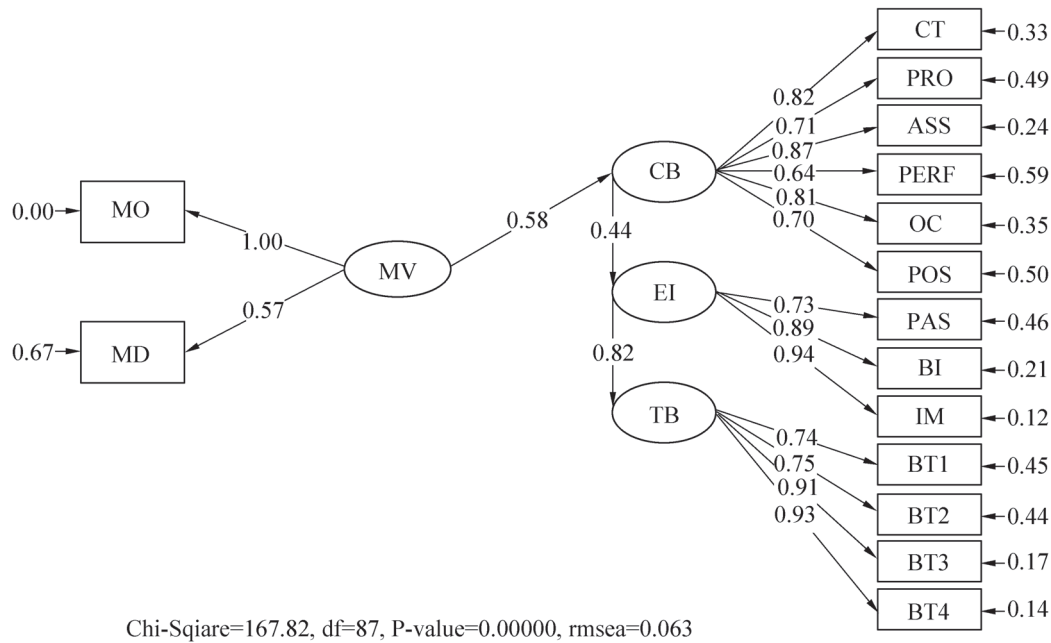 CT
0.33
0.82
PRO
0.49
0.71
ASS
0.24
0.87
CB
0.64
PERF
0.59
0.81
0.00
MO
0.58
0.70
OC
0.35
1.00
0.44
MV
POS
0.50
EI
0.73
PAS
0.46
0.57
0.89
0.67
MD
0.82
0.94
BI
0.21
TB
IM
0.12
0.74
0.75
BT1
0.45
0.91
0.93
BT2
0.44
BT3
0.17
BT4
0.14
Chi-Sqiare=167.82, df=87, P-value=0.00000, rmsea=0.063